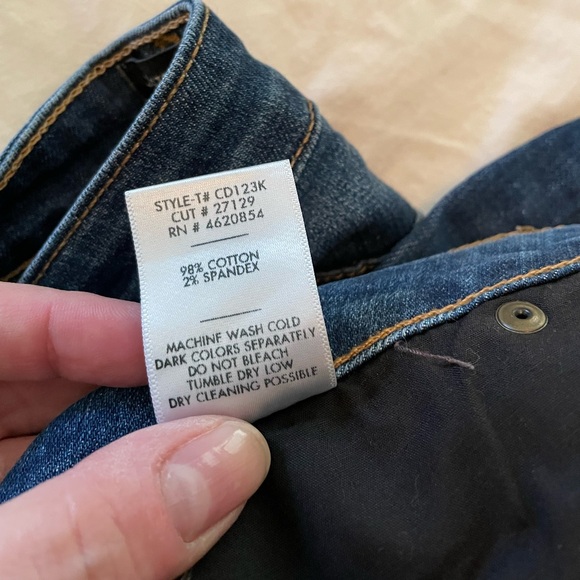 STYLE-T# CD123K
CUT # 27129
RN # 4620854
98% COTTON
2% SPANDEX
MACHINE WASH COLD
DARK COLORS SEPARATFLY
DO NOT BLEACH
TUMBLE DRY LOW
DRY CLEANING POSSIBLE